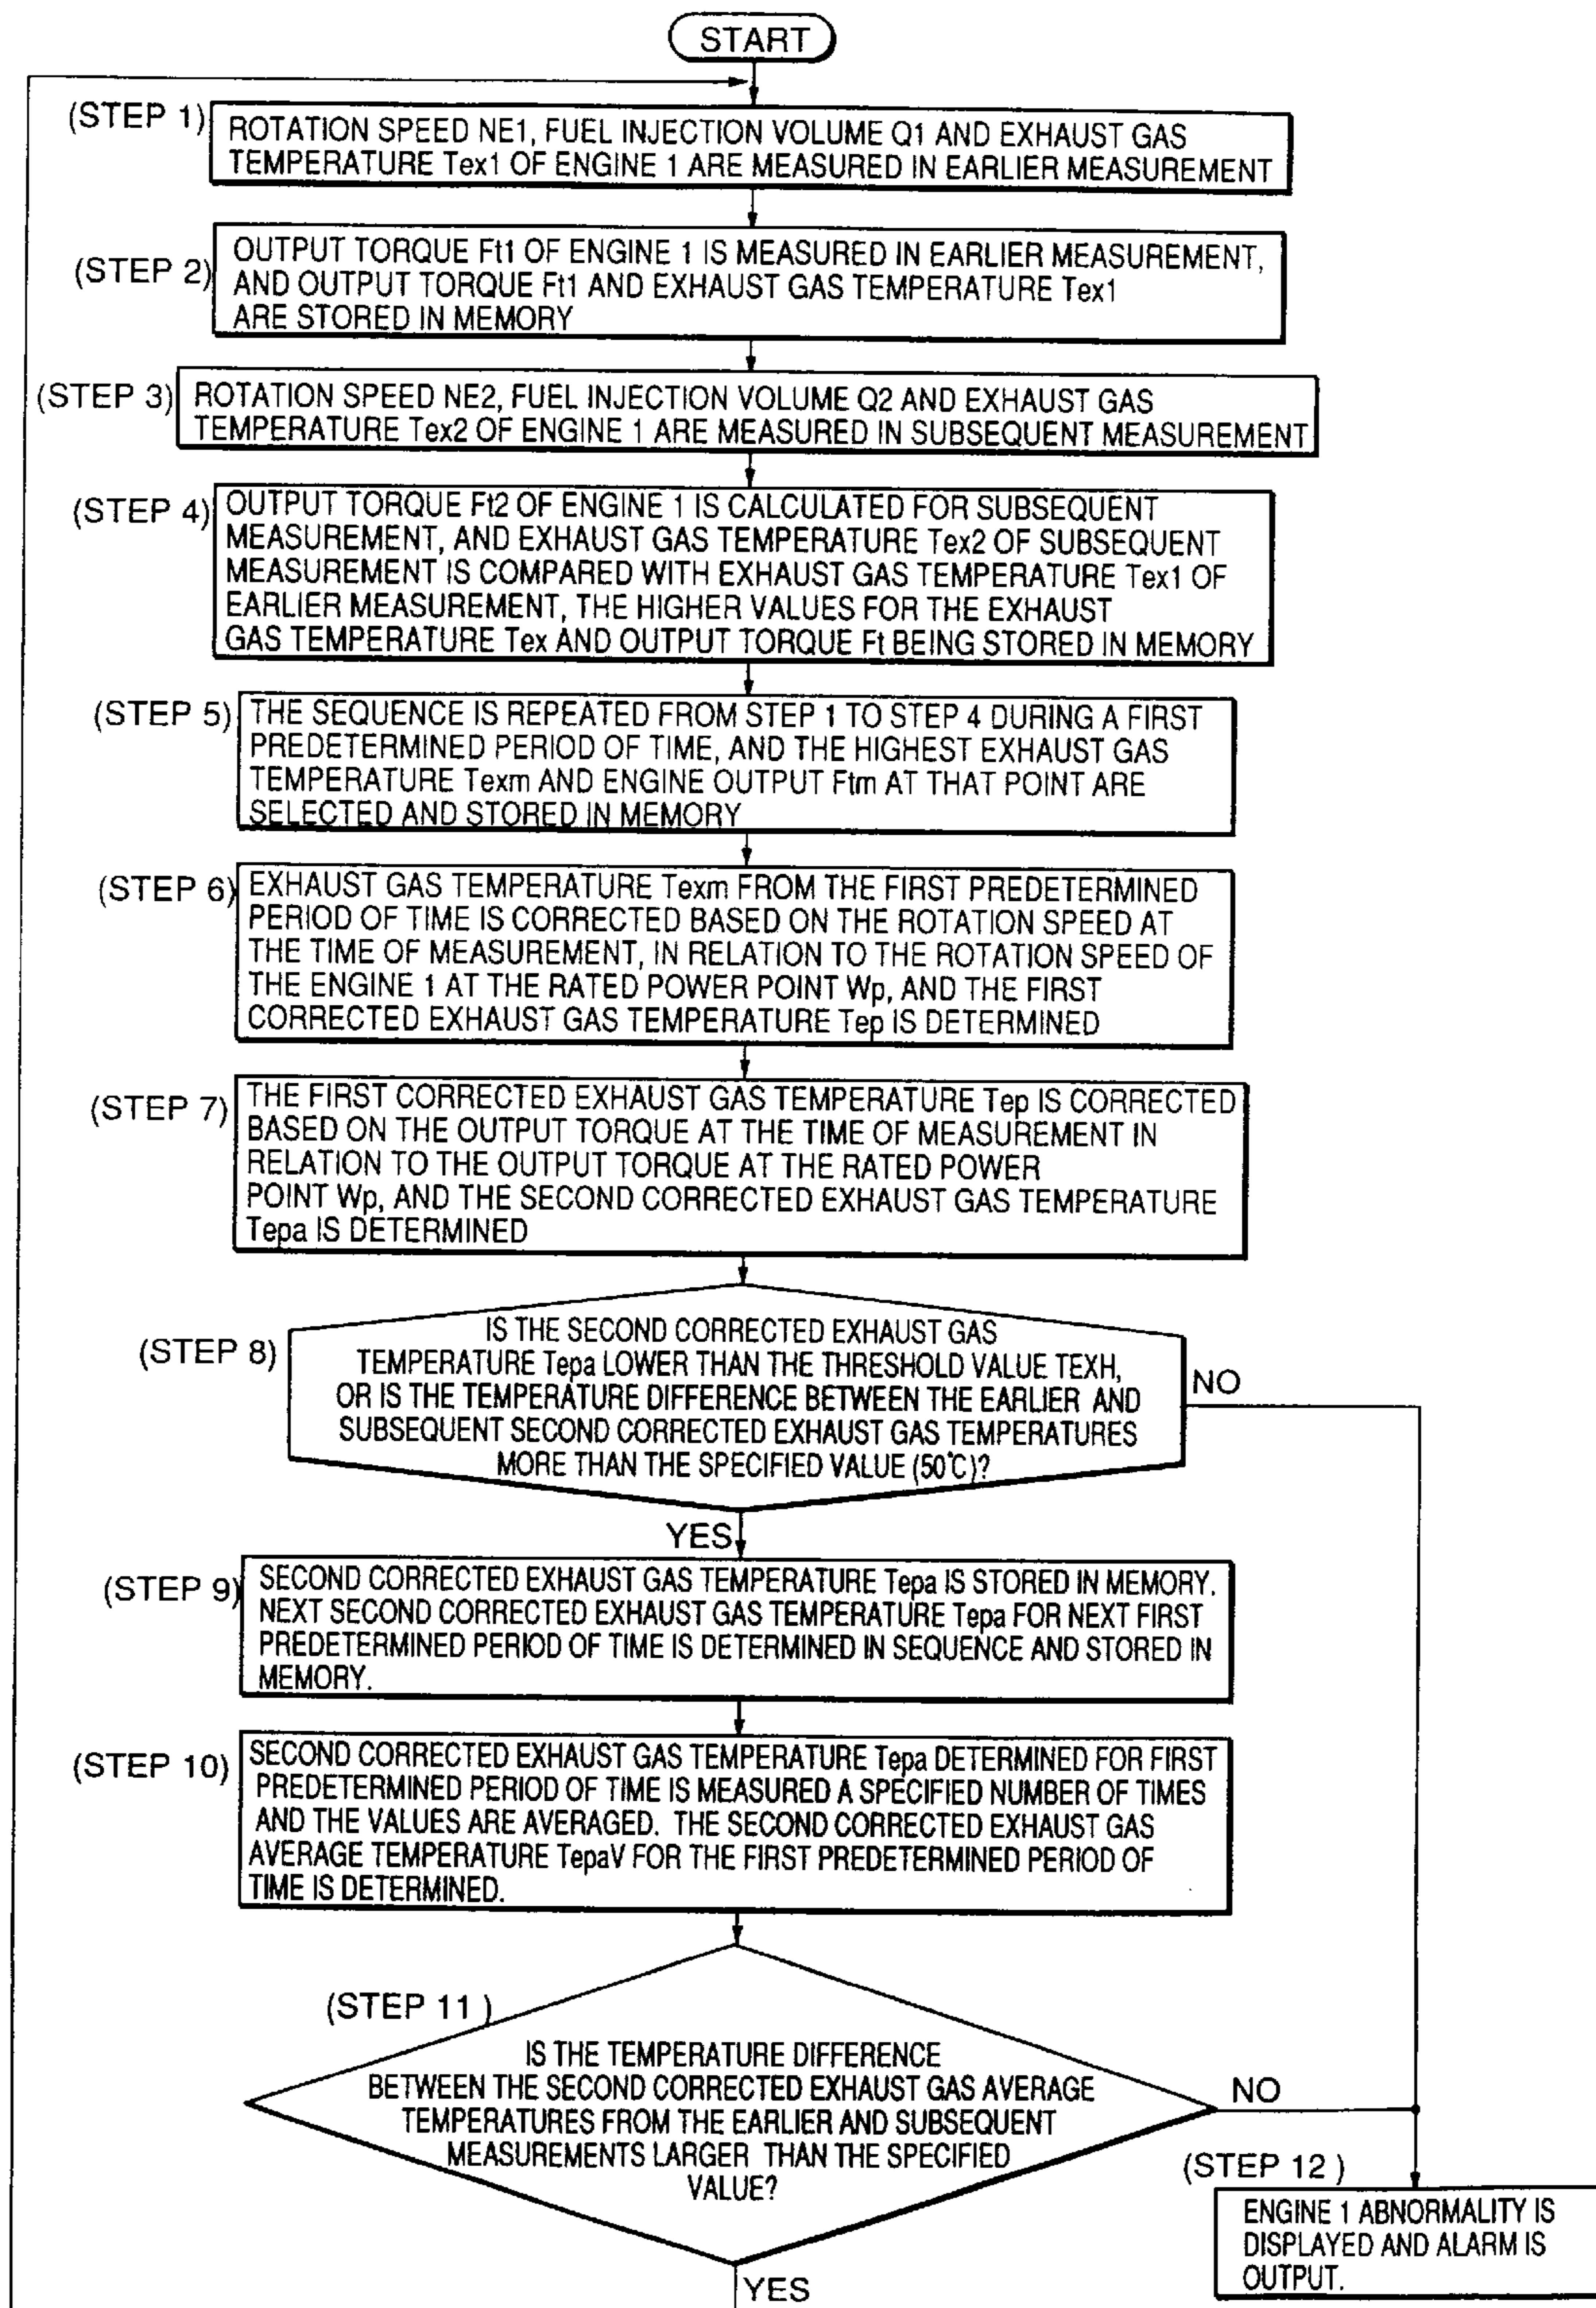 START
(STEP 1)
ROTATION SPEED NE1, FUEL INJECTION VOLUME Q1 AND EXHAUST GAS
TEMPERATURE Tex1 OF ENGINE 1 ARE MEASURED IN EARLIER MEASUREMENT
(STEP 2)
OUTPUT TORQUE Ft1 OF ENGINE 1 IS MEASURED IN EARLIER MEASUREMENT,
AND OUTPUT TORQUE Ft1 AND EXHAUST GAS TEMPERATURE Tex1
ARE STORED IN MEMORY
(STEP 3)
ROTATION SPEED NE2, FUEL INJECTION VOLUME Q2 AND EXHAUST GAS
TEMPERATURE Tex2 OF ENGINE 1 ARE MEASURED IN SUBSEQUENT MEASUREMENT
(STEP 4)
OUTPUT TORQUE Ft2 OF ENGINE 1 IS CALCULATED FOR SUBSEQUENT
MEASUREMENT, AND EXHAUST GAS TEMPERATURE Tex2 OF SUBSEQUENT
MEASUREMENT IS COMPARED WITH EXHAUST GAS TEMPERATURE Tex1 OF
EARLIER MEASUREMENT, THE HIGHER VALUES FOR THE EXHAUST
GAS TEMPERATURE Tex AND OUTPUT TORQUE Ft BEING STORED IN MEMORY
(STEP 5)
THE SEQUENCE IS REPEATED FROM STEP 1 TO STEP 4 DURING A FIRST
PREDETERMINED PERIOD OF TIME, AND THE HIGHEST EXHAUST GAS
TEMPERATURE Texm AND ENGINE OUTPUT Ftm AT THAT POINT ARE
SELECTED AND STORED IN MEMORY
(STEP 6)
EXHAUST GAS TEMPERATURE Texm FROM THE FIRST PREDETERMINED
PERIOD OF TIME IS CORRECTED BASED ON THE ROTATION SPEED AT
THE TIME OF MEASUREMENT, IN RELATION TO THE ROTATION SPEED OF
THE ENGINE 1 AT THE RATED POWER POINT Wp, AND THE FIRST
CORRECTED EXHAUST GAS TEMPERATURE Tep IS DETERMINED
(STEP 7)
THE FIRST CORRECTED EXHAUST GAS TEMPERATURE Tep IS CORRECTED
BASED ON THE OUTPUT TORQUE AT THE TIME OF MEASUREMENT IN
RELATION TO THE OUTPUT TORQUE AT THE RATED POWER
POINT Wp, AND THE SECOND CORRECTED EXHAUST GAS TEMPERATURE
Tepa IS DETERMINED
(STEP 8)
IS THE SECOND CORRECTED EXHAUST GAS
TEMPERATURE Tepa LOWER THAN THE THRESHOLD VALUE TEXH,
OR IS THE TEMPERATURE DIFFERENCE BETWEEN THE EARLIER AND
SUBSEQUENT SECOND CORRECTED EXHAUST GAS TEMPERATURES
MORE THAN THE SPECIFIED VALUE (50℃)?
NO
YES
(STEP 9)
SECOND CORRECTED EXHAUST GAS TEMPERATURE Tepa IS STORED IN MEMORY.
NEXT SECOND CORRECTED EXHAUST GAS TEMPERATURE Tepa FOR NEXT FIRST
PREDETERMINED PERIOD OF TIME IS DETERMINED IN SEQUENCE AND STORED IN
MEMORY.
(STEP 10)
SECOND CORRECTED EXHAUST GAS TEMPERATURE Tepa DETERMINED FOR FIRST
PREDETERMINED PERIOD OF TIME IS MEASURED A SPECIFIED NUMBER OF TIMES
AND THE VALUES ARE AVERAGED. THE SECOND CORRECTED EXHAUST GAS
AVERAGE TEMPERATURE TepaV FOR THE FIRST PREDETERMINED PERIOD OF
TIME IS DETERMINED.
(STEP 11 )
IS THE TEMPERATURE DIFFERENCE
BETWEEN THE SECOND CORRECTED EXHAUST GAS AVERAGE
TEMPERATURES FROM THE EARLIER AND SUBSEQUENT
MEASUREMENTS LARGER THAN THE SPECIFIED
VALUE?
NO
(STEP 12 )
ENGINE 1 ABNORMALITY IS
DISPLAYED AND ALARM IS
OUTPUT.
YES